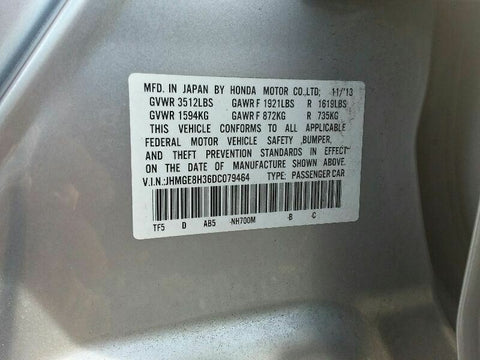 MFD. IN JAPAN BY HONDA MOTOR CO.,LTD; 11/'13
GVWR 3512LBS GAWR F 1921LBS R 1619LBS
GVWR 1594KG GAWR F 872KG R 735KG
THIS VEHICLE CONFORMS TO ALL APPLICABLE
FEDERAL MOTOR VEHICLE SAFETY ,BUMPER,
AND THEFT PREVENTION STANDARDS IN EFFECT
ON THE DATE OF MANUFACTURE SHOWN ABOVE.
V.I.N.:JHMGE8H36DC079464 TYPE: PASSENGER CAR
TF5 D AB5 -NH700M -B -C